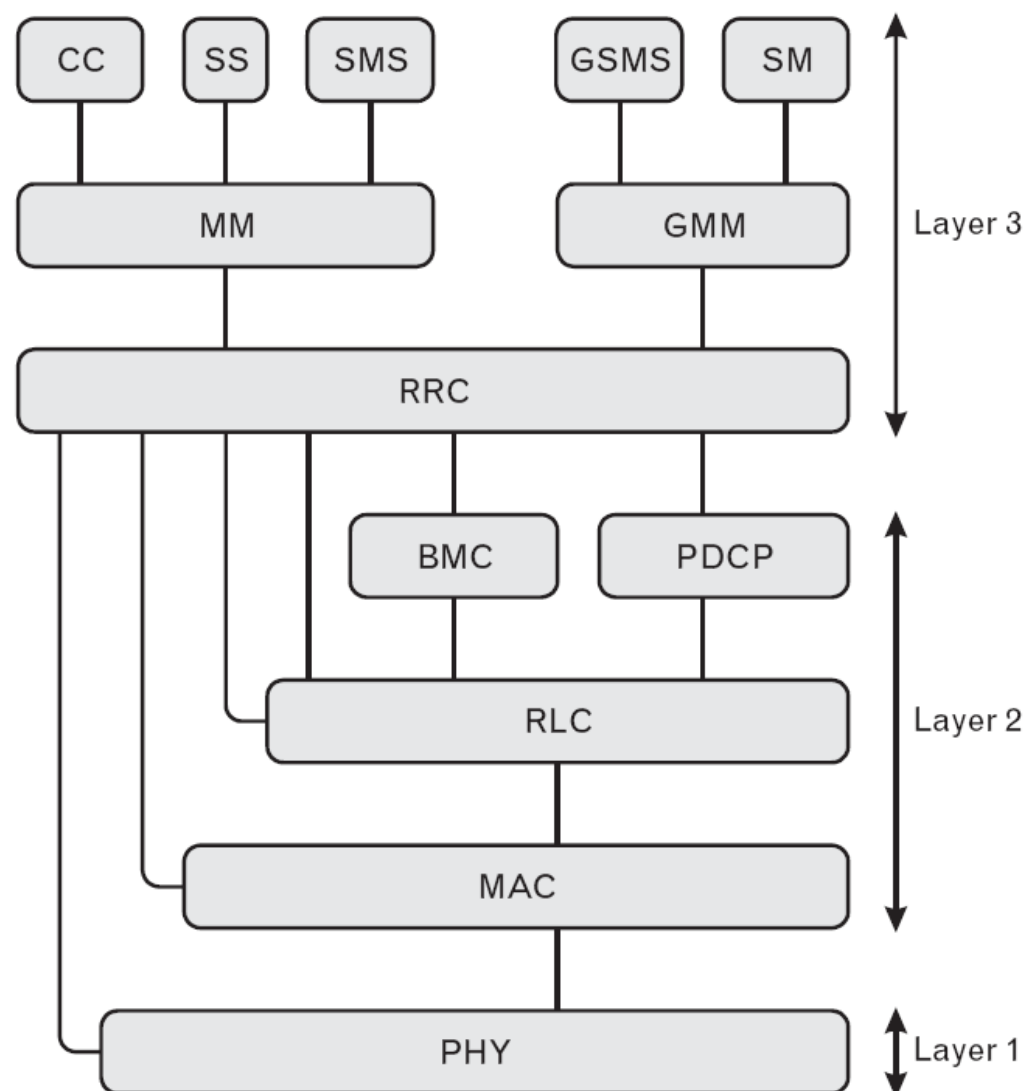 CC
SS
SMS
GSMS
SM
MM
GMM
Layer 3
RRC
BMC
PDCP
RLC
Layer 2
MAC
PHY
Layer 1